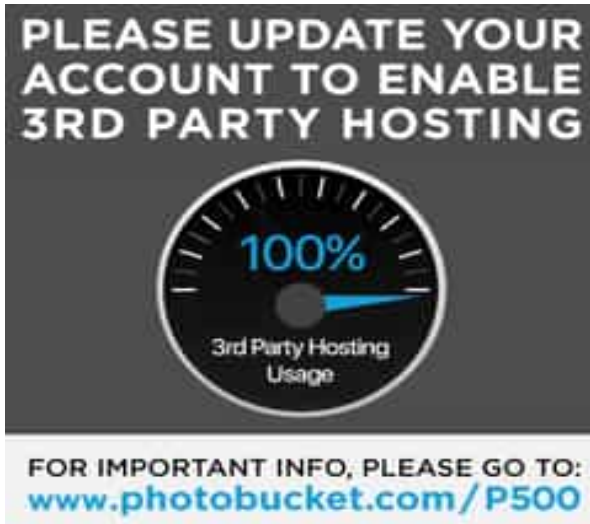 PLEASE UPDATE YOUR
ACCOUNT TO ENABLE
3RD PARTY HOSTING
100%
3rd Party Hosting
Usage
FOR IMPORTANT INFO, PLEASE GO TO:
www.photobucket.com/P500